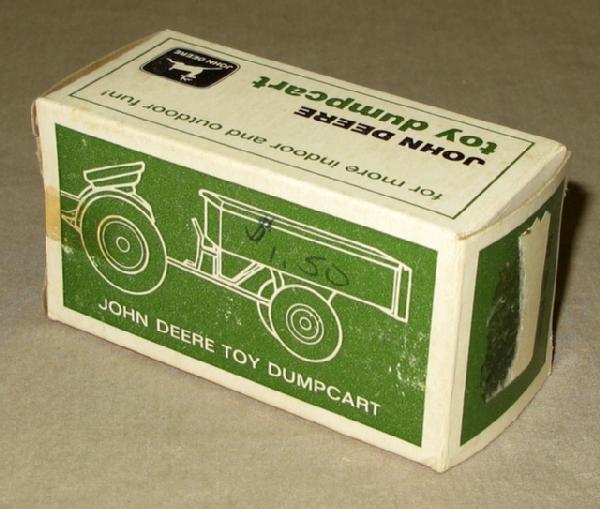 JOHN DEERE
JOHN DEERE
toy dumpcart
for more indoor and outdoor fun!
$1.50
JOHN DEERE TOY DUMPCART